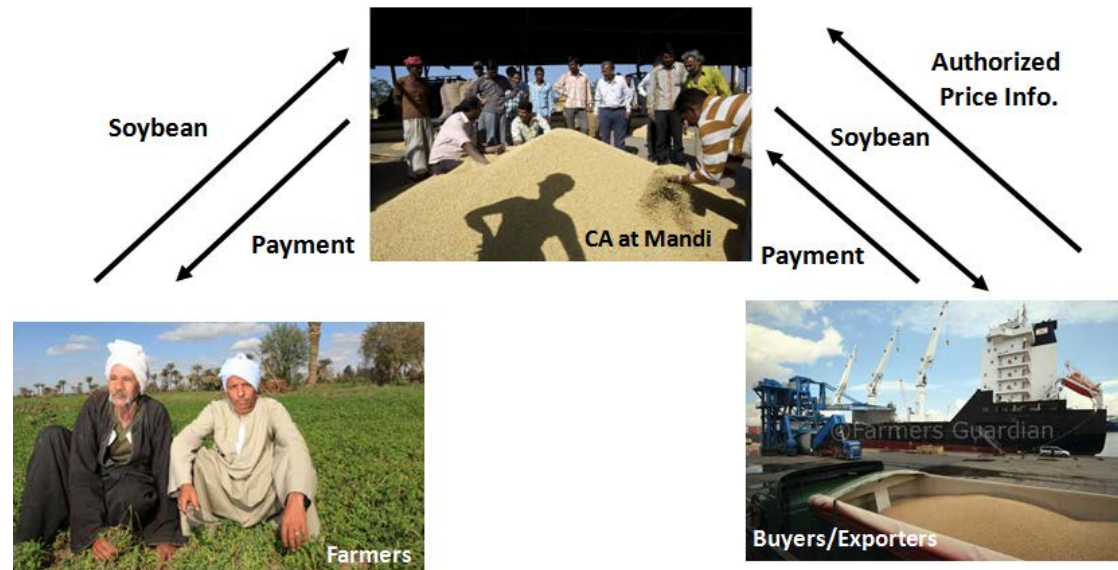 Soybean
Payment
CA at Mandi
Authorized
Price Info.
Soybean
Payment
Farmers
©Farmers Guardian
Buyers/Exporters